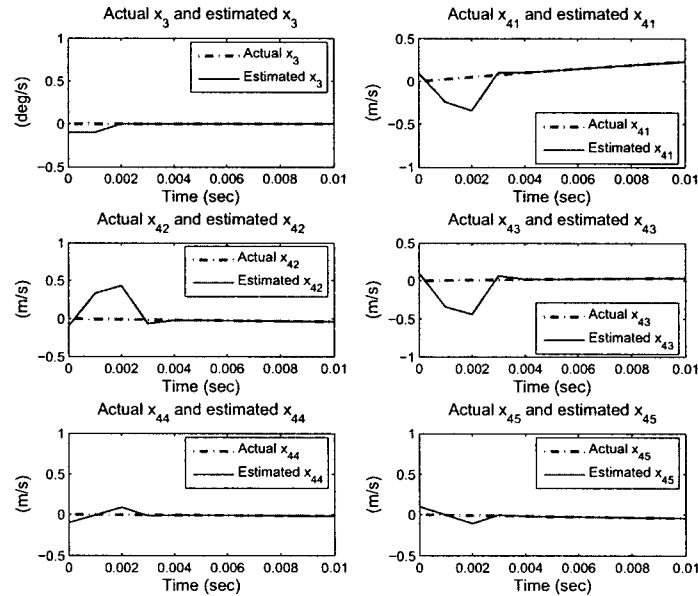 Actual x3 and estimated x3
1
0.5
0
−0.5
(deg/s)
Actual x3
Estimated x3
0 0.002 0.004 0.006 0.008 0.01
Time (sec)
Actual x41 and estimated x41
0.5
0
−0.5
−1
(m/s)
Actual x41
Estimated x41
0 0.002 0.004 0.006 0.008 0.01
Time (sec)
Actual x42 and estimated x42
1
0.5
0
−0.5
(m/s)
Actual x42
Estimated x42
0 0.002 0.004 0.006 0.008 0.01
Time (sec)
Actual x43 and estimated x43
0.5
0
−0.5
−1
(m/s)
Actual x43
Estimated x43
0 0.002 0.004 0.006 0.008 0.01
Time (sec)
Actual x44 and estimated x44
1
0.5
0
−0.5
(m/s)
Actual x44
Estimated x44
0 0.002 0.004 0.006 0.008 0.01
Time (sec)
Actual x45 and estimated x45
1
0.5
0
−0.5
(m/s)
Actual x45
Estimated x45
0 0.002 0.004 0.006 0.008 0.01
Time (sec)